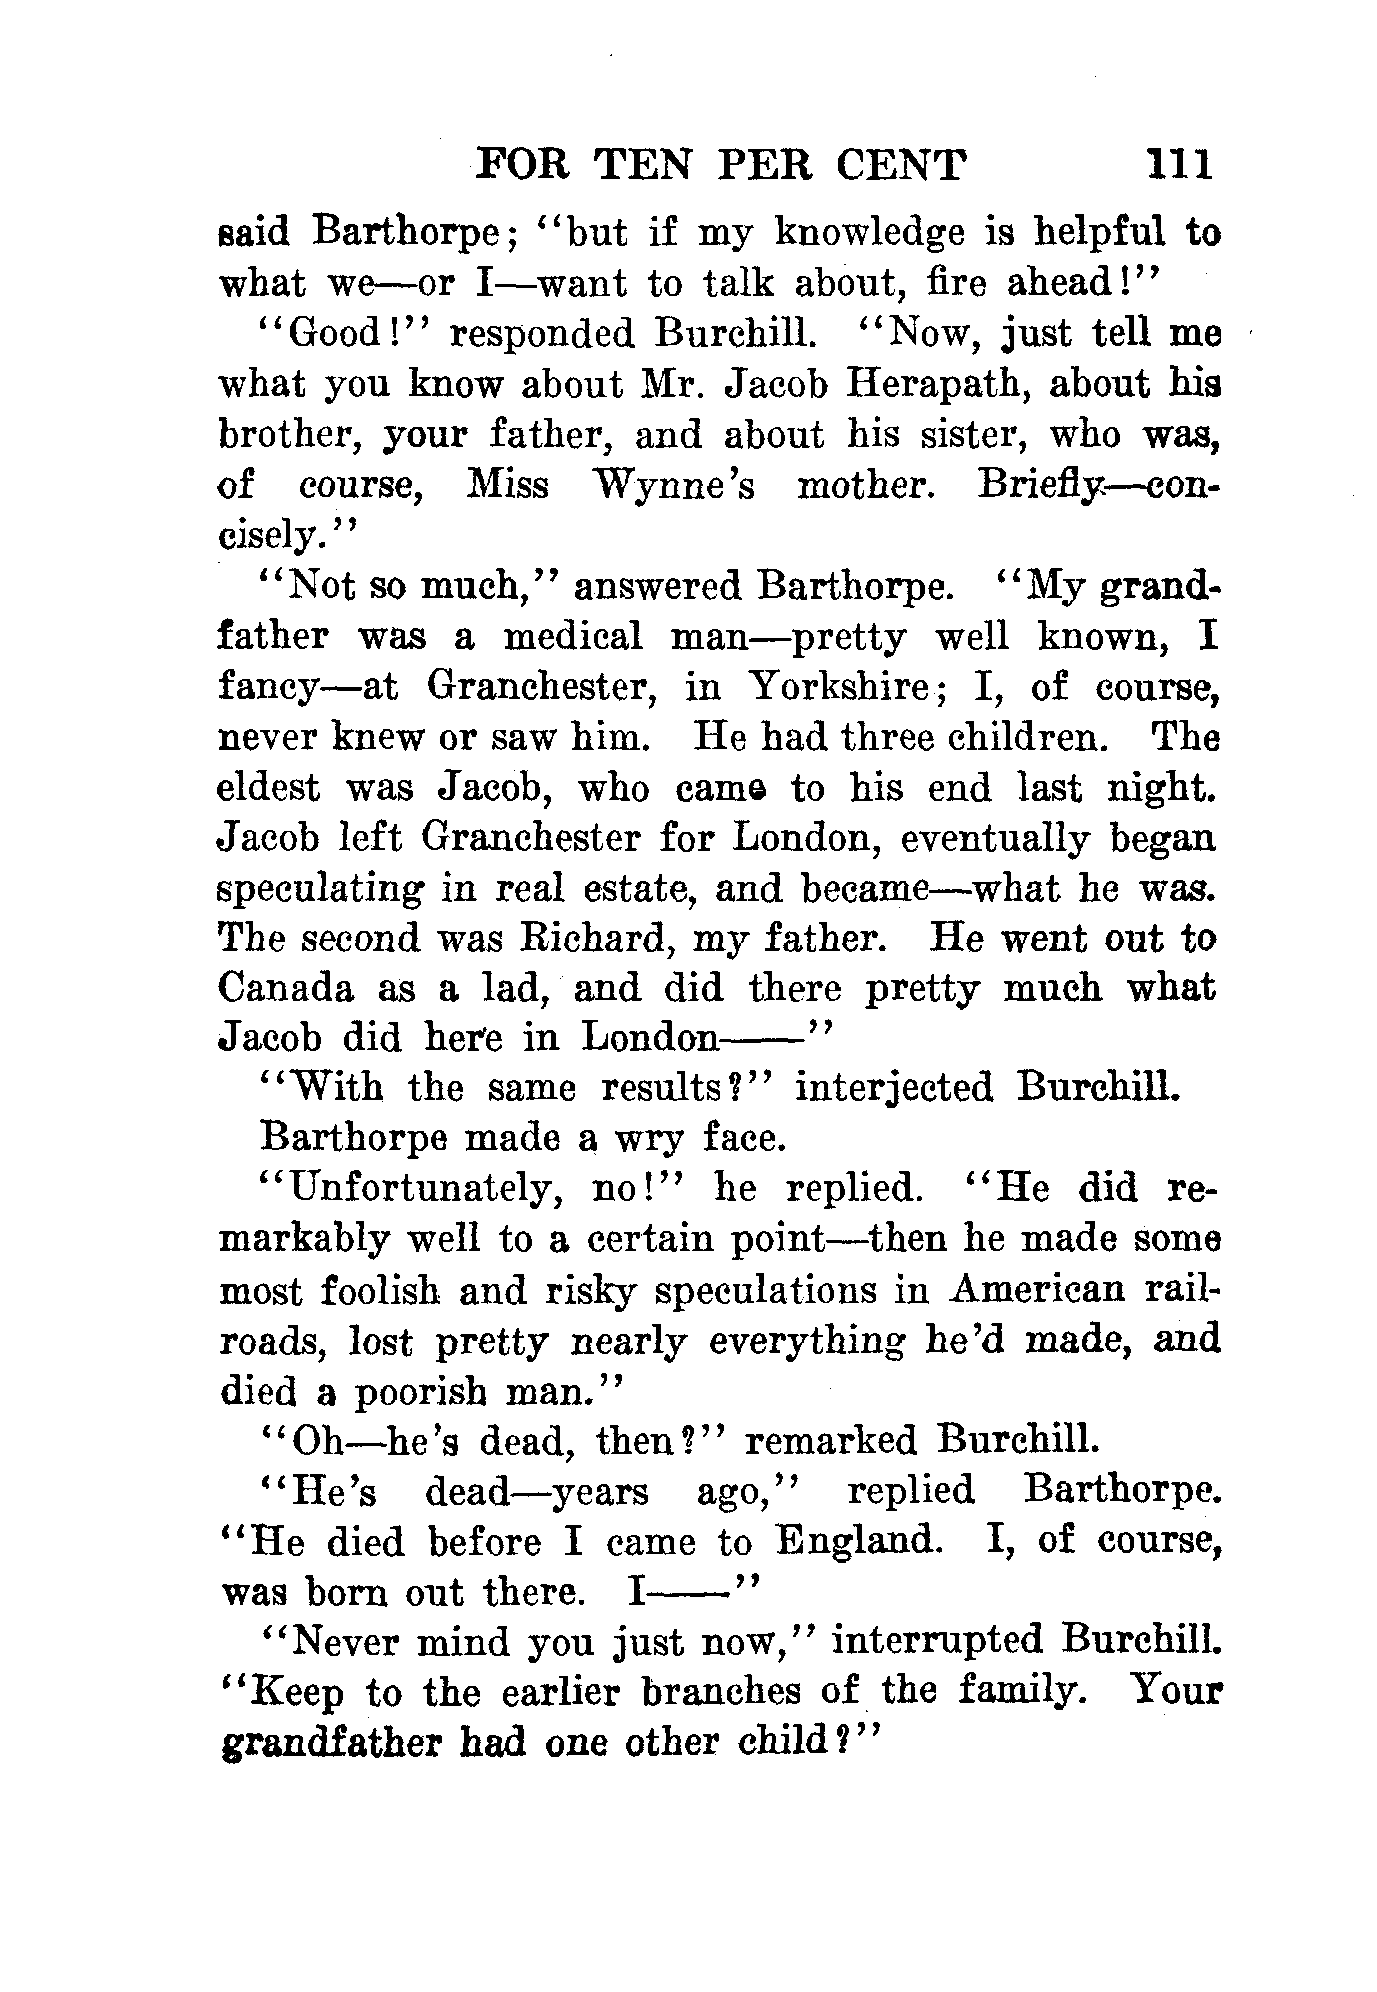 FOR TEN PER CENT 111
said Barthorpe; "but if my knowledge is helpful to
what we—or I—want to talk about, fire ahead!"
"Good!" responded Burchill. "Now, just tell me
what you know about Mr. Jacob Herapath, about his
brother, your father, and about his sister, who was,
of course, Miss Wynne's mother. Briefly—con-
cisely."
"Not so much," answered Barthorpe. "My grand-
father was a medical man—pretty well known, I
fancy—at Granchester, in Yorkshire; I, of course,
never knew or saw him. He had three children. The
eldest was Jacob, who came to his end last night.
Jacob left Granchester for London, eventually began
speculating in real estate, and became—what he was.
The second was Richard, my father. He went out to
Canada as a lad, and did there pretty much what
Jacob did here in London——"
"With the same results?" interjected Burchill.
Barthorpe made a wry face.
"Unfortunately, no!" he replied. "He did re-
markably well to a certain point—then he made some
most foolish and risky speculations in American rail-
roads, lost pretty nearly everything he'd made, and
died a poorish man."
"Oh—he's dead, then?" remarked Burchill.
"He's dead—years ago," replied Barthorpe.
"He died before I came to England. I, of course,
was born out there. I——"
"Never mind you just now," interrupted Burchill.
"Keep to the earlier branches of the family. Your
grandfather had one other child?"